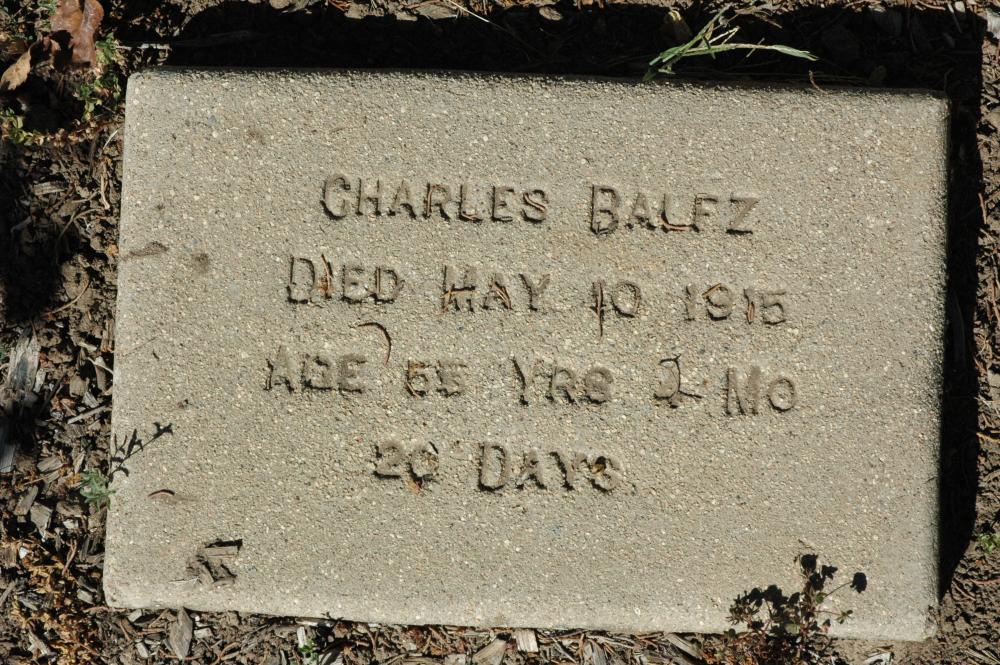 CHARLES BALFZ
DIED MAY 10 1915
AGE 55 YRS 2 MO
20 DAYS